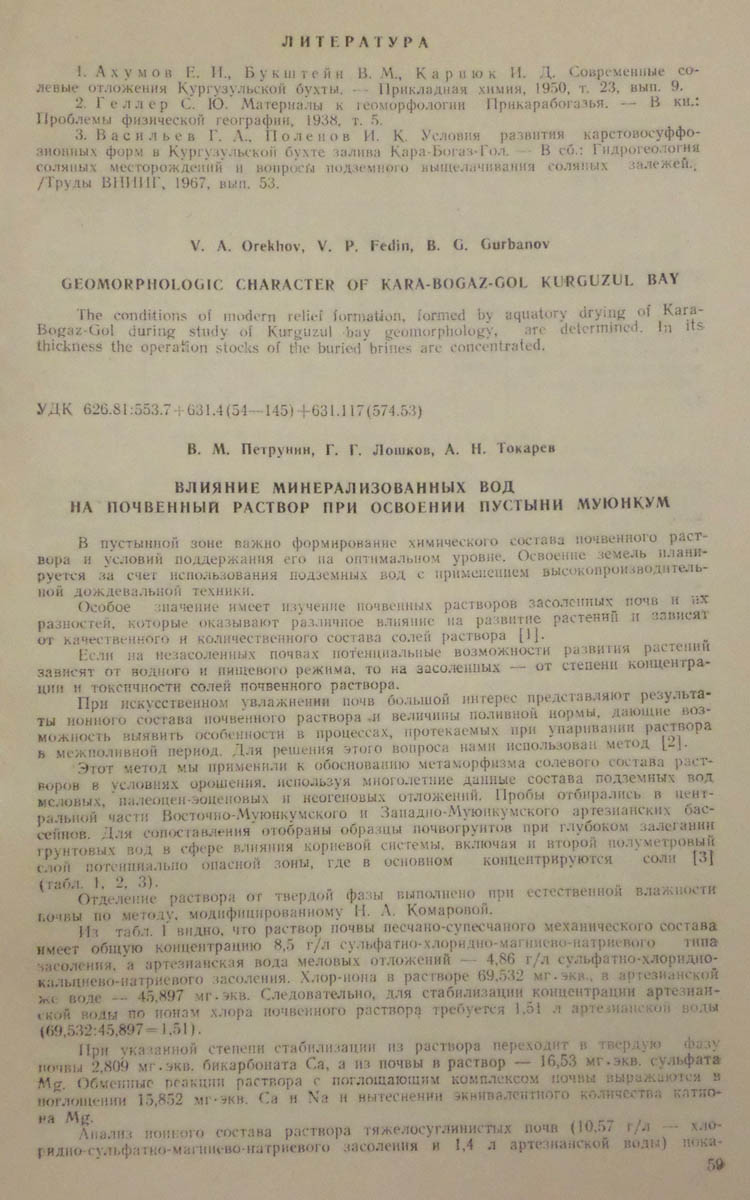 ЛИТЕРАТУРА
1. Ахумов Е. И., Букштейн В. М., Карпюк И. Д. Современные со-
левые отложения Кургузульской бухты. — Прикладная химия, 1950, т. 23, вып. 9.
2. Геллер С. Ю. Материалы к геоморфологии Прикарабогазья. — В кн.:
Проблемы физической географии, 1938, т. 5.
3. Васильев Г. А., Поленов И. К. Условия развития карстовосуффо-
зионных форм в Кургузульской бухте залива Кара-Богаз-Гол. — В сб.: Гидрогеология
соляных месторождений и вопросы подземного выщелачивания соляных залежей.,
/Труды ВНИИГ, 1967, вып. 53.
V. A. Orekhov, V. P. Fedin, B. G. Gurbanov
GEOMORPHOLOGIC CHARACTER OF KARA-BOGAZ-GOL KURGUZUL BAY
The conditions of modern relief formation, formed by aquatory drying of Kara-
Bogaz-Gol during study of Kurguzul bay geomorphology, are determined. In its
thickness the operation stocks of the buried brines are concentrated.
УДК 626.81:553.7+631.4(54—145)+631.117(574.53)
В. М. Петрунин, Г. Г. Лошков, А. Н. Токарев
ВЛИЯНИЕ МИНЕРАЛИЗОВАННЫХ ВОД
НА ПОЧВЕННЫЙ РАСТВОР ПРИ ОСВОЕНИИ ПУСТЫНИ МУЮНКУМ
В пустынной зоне важно формирование химического состава почвенного раст-
вора и условий поддержания его на оптимальном уровне. Освоение земель плани-
руется за счет использования подземных вод с применением высокопроизводитель-
ной дождевальной техники.
Особое значение имеет изучение почвенных растворов засоленных почв и их
разностей, которые оказывают различное влияние на развитие растений и зависят
от качественного и количественного состава солей раствора [1].
Если на незасоленных почвах потенциальные возможности развития растений
зависят от водного и пищевого режима, то на засоленных — от степени концентра-
ции и токсичности солей почвенного раствора.
При искусственном увлажнении почв большой интерес представляют результа-
ты ионного состава почвенного раствора и величины поливной нормы, дающие воз-
можность выявить особенности в процессах, протекаемых при упаривании раствора
в межполивной период. Для решения этого вопроса нами использован метод [2].
Этот метод мы применили к обоснованию метаморфизма солевого состава раст-
воров в условиях орошения, используя многолетние данные состава подземных вод
меловых, палеоцен-эоценовых и неогеновых отложений. Пробы отбирались в цент-
ральной части Восточно-Муюнкумского и Западно-Муюнкумского артезианских бас-
сейнов. Для сопоставления отобраны образцы почвогрунтов при глубоком залегании
грунтовых вод в сфере влияния корневой системы, включая и второй полуметровый
слой потенциально опасной зоны, где в основном концентрируются соли [3]
(табл. 1, 2, 3).
Отделение раствора от твердой фазы выполнено при естественной влажности
почвы по методу, модифицированному Н. А. Комаровой.
Из табл. 1 видно, что раствор почвы песчано-супесчаного механического состава
имеет общую концентрацию 8,5 г/л сульфатно-хлоридно-магниево-натриевого типа
засоления, а артезианская вода меловых отложений — 4,86 г/л сульфатно-хлоридно-
кальциево-натриевого засоления. Хлор-иона в растворе 69,532 мг·экв., в артезианской
же воде — 45,897 мг·экв. Следовательно, для стабилизации концентрации артезиан-
ской воды по ионам хлора почвенного раствора требуется 1,51 л артезианской воды
(69,532:45,897=1,51).
При указанной степени стабилизации из раствора переходит в твердую фазу
почвы 2,809 мг·экв. бикарбоната Ca, а из почвы в раствор — 16,53 мг·экв. сульфата
Mg. Обменные реакции раствора с поглощающим комплексом почвы выражаются в
поглощении 15,852 мг·экв. Ca и Na и вытеснении эквивалентного количества катио-
на Mg.
Анализ ионного состава раствора тяжелосуглинистых почв (10,57 г/л — хло-
ридно-сульфатно-магниево-натриевого засоления и 1,4 л артезианской воды) пока-
59